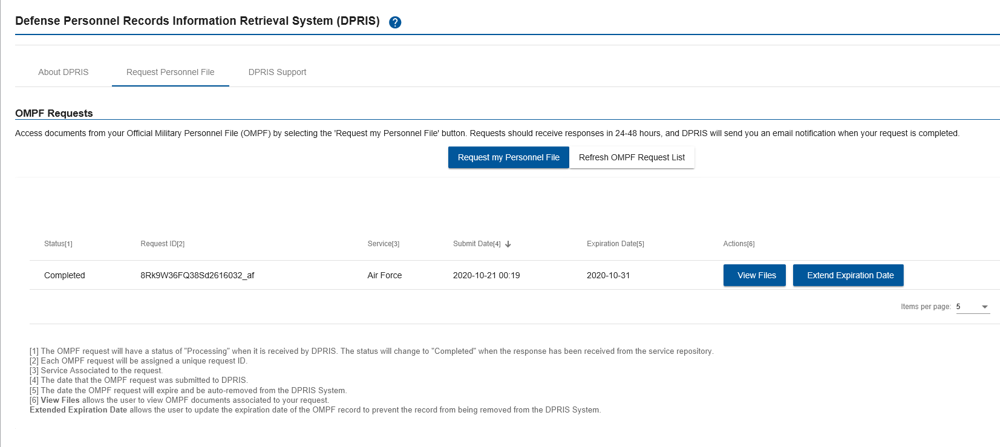 Defense Personnel Records Information Retrieval System (DPRIS) ?
About DPRIS Request Personnel File DPRIS Support
OMPF Requests
Access documents from your Official Military Personnel File (OMPF) by selecting the 'Request my Personnel File' button. Requests should receive responses in 24-48 hours, and DPRIS will send you an email notification when your request is completed.
Request my Personnel File Refresh OMPF Request List
Status[1] Request ID[2] Service[3] Submit Date[4] Expiration Date[5] Actions[6]
Completed 8Rk9W36FQ38Sd2616032_af Air Force 2020-10-21 00:19 2020-10-31 View Files Extend Expiration Date
Items per page: 5
[1] The OMPF request will have a status of "Processing" when it is received by DPRIS. The status will change to "Completed" when the response has been received from the service repository.
[2] Each OMPF request will be assigned a unique request ID.
[3] Service Associated to the request.
[4] The date that the OMPF request was submitted to DPRIS.
[5] The date the OMPF request will expire and be auto-removed from the DPRIS System.
[6] View Files allows the user to view OMPF documents associated to your request.
Extended Expiration Date allows the user to update the expiration date of the OMPF record to prevent the record from being removed from the DPRIS System.